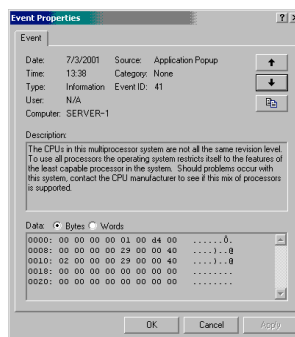 Event Properties
Event
Date: 7/3/2001 Source: Application Popup
Time: 13:38 Category: None
Type: Information Event ID: 41
User: N/A
Computer: SERVER-1
Description:
The CPUs in this multiprocessor system are not all the same revision level.
To use all processors the operating system restricts itself to the features of
the least capable processor in the system. Should problems occur with
this system, contact the CPU manufacturer to see if this mix of processors
is supported.
Data: Bytes Words
0000: 00 00 00 00 01 00 d4 00 ......Ô.
0008: 00 00 00 00 29 00 00 40 ....)..@
0010: 02 00 00 00 29 00 00 40 ....)..@
0018: 00 00 00 00 00 00 00 00 ........
0020: 00 00 00 00 00 00 00 00 ........
OK Cancel Apply